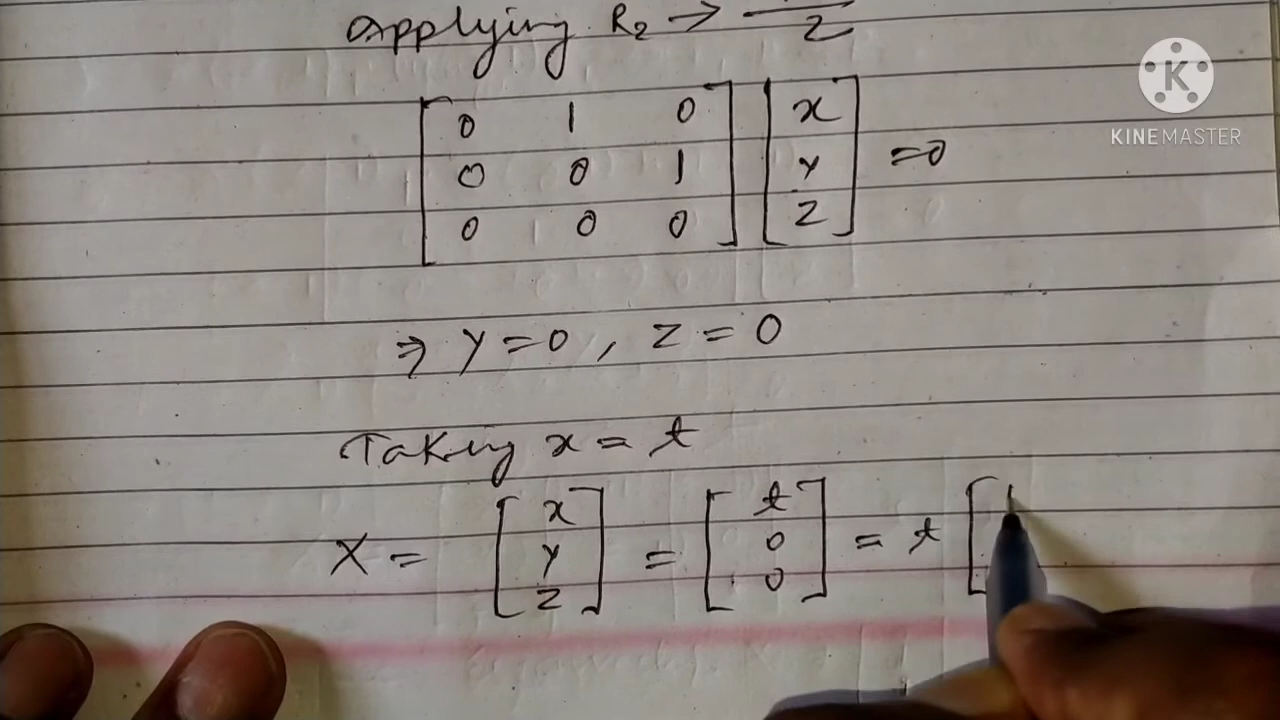 Applying R₂ → —/2
[0 1 0] [x]
[0 0 1] [y] = 0
[0 0 0] [z]
⇒ y = 0 , z = 0
Taking x = t
X = [x y z] = [t 0 0] = t [1
K
KINEMASTER